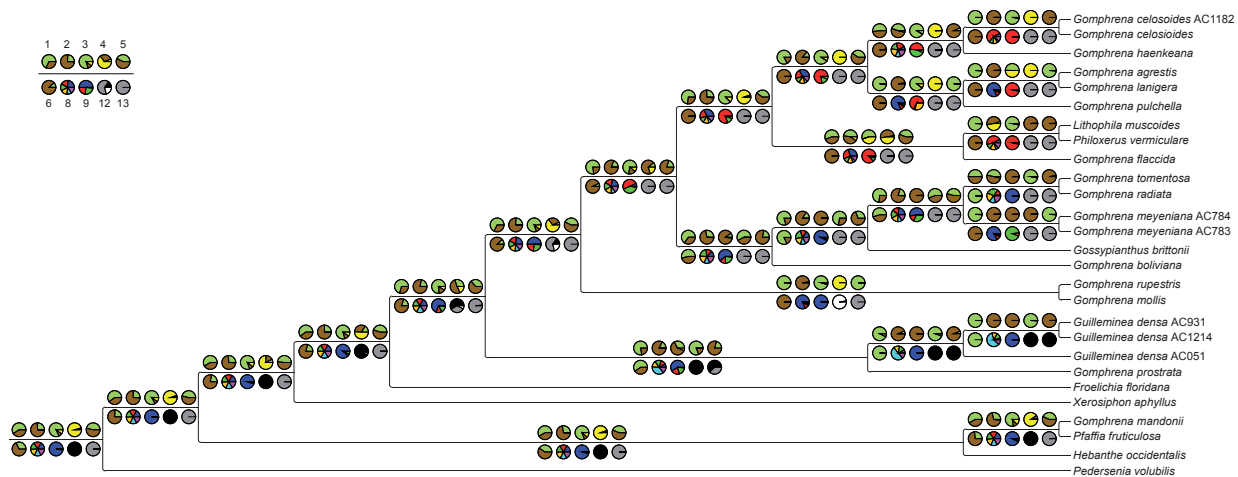 1 2 3 4 5
6 8 9 12 13
Gomphrena celosoides AC1182
Gomphrena celosioides
Gomphrena haenkeana
Gomphrena agrestis
Gomphrena lanigera
Gomphrena pulchella
Lithophila muscoides
Philoxerus vermiculare
Gomphrena flaccida
Gomphrena tomentosa
Gomphrena radiata
Gomphrena meyeniana AC784
Gomphrena meyeniana AC783
Gossypianthus brittonii
Gomphrena boliviana
Gomphrena rupestris
Gomphrena mollis
Guilleminea densa AC931
Guilleminea densa AC1214
Guilleminea densa AC051
Gomphrena prostrata
Froelichia floridana
Xerosiphon aphyllus
Gomphrena mandonii
Pfaffia fruticulosa
Hebanthe occidentalis
Pedersenia volubilis